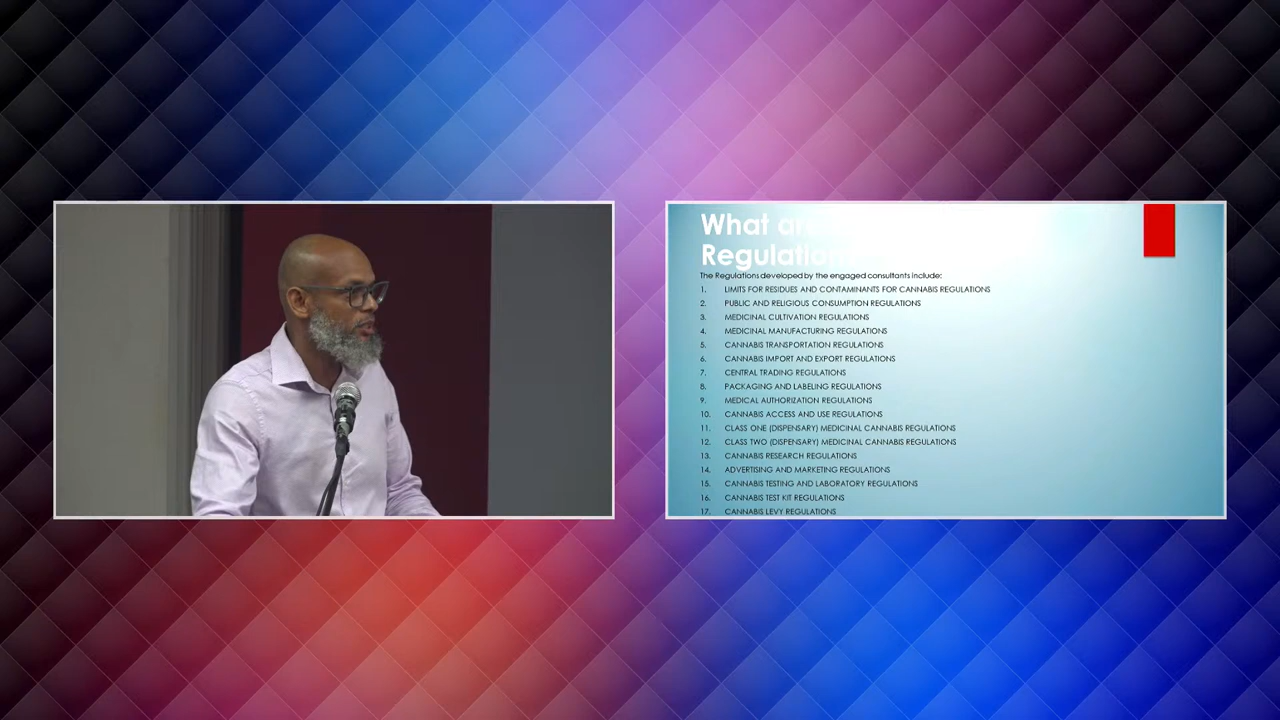 What are
Regulation
The Regulations developed by the engaged consultants include:
1. LIMITS FOR RESIDUES AND CONTAMINANTS FOR CANNABIS REGULATIONS
2. PUBLIC AND RELIGIOUS CONSUMPTION REGULATIONS
3. MEDICINAL CULTIVATION REGULATIONS
4. MEDICINAL MANUFACTURING REGULATIONS
5. CANNABIS TRANSPORTATION REGULATIONS
6. CANNABIS IMPORT AND EXPORT REGULATIONS
7. CENTRAL TRADING REGULATIONS
8. PACKAGING AND LABELING REGULATIONS
9. MEDICAL AUTHORIZATION REGULATIONS
10. CANNABIS ACCESS AND USE REGULATIONS
11. CLASS ONE (DISPENSARY) MEDICINAL CANNABIS REGULATIONS
12. CLASS TWO (DISPENSARY) MEDICINAL CANNABIS REGULATIONS
13. CANNABIS RESEARCH REGULATIONS
14. ADVERTISING AND MARKETING REGULATIONS
15. CANNABIS TESTING AND LABORATORY REGULATIONS
16. CANNABIS TEST KIT REGULATIONS
17. CANNABIS LEVY REGULATIONS